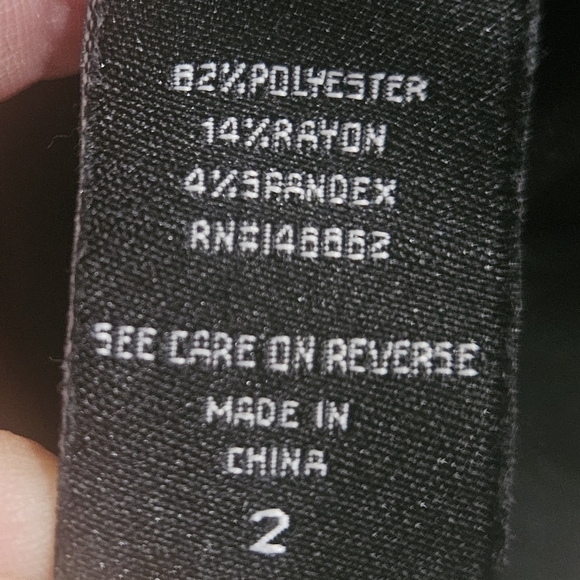 82%POLYESTER
14%RAYON
4%SPANDEX
RN#146862
SEE CARE ON REVERSE
MADE IN
CHINA
2